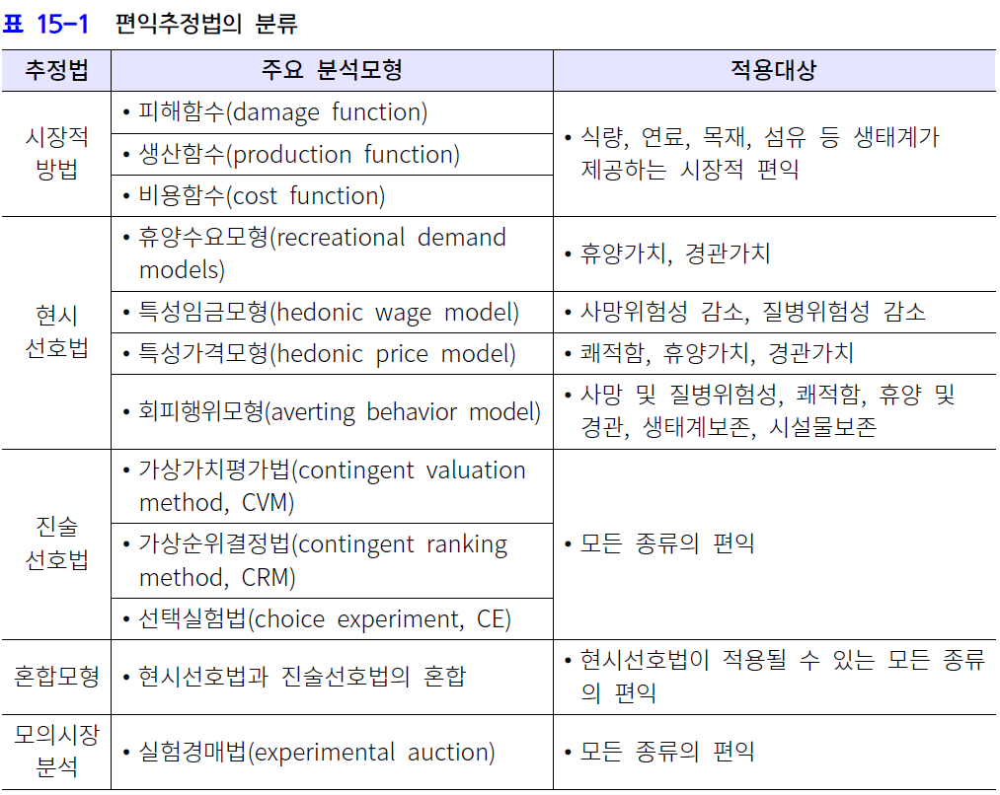 표 15-1 편익추정법의 분류
추정법 주요 분석모형 적용대상
시장적
방법
• 피해함수(damage function)
• 생산함수(production function)
• 비용함수(cost function)
• 식량, 연료, 목재, 섬유 등 생태계가
제공하는 시장적 편익
현시
선호법
• 휴양수요모형(recreational demand
models)
• 휴양가치, 경관가치
• 특성임금모형(hedonic wage model)
• 사망위험성 감소, 질병위험성 감소
• 특성가격모형(hedonic price model)
• 쾌적함, 휴양가치, 경관가치
• 회피행위모형(averting behavior model)
• 사망 및 질병위험성, 쾌적함, 휴양 및
경관, 생태계보존, 시설물보존
진술
선호법
• 가상가치평가법(contingent valuation
method, CVM)
• 가상순위결정법(contingent ranking
method, CRM)
• 선택실험법(choice experiment, CE)
• 모든 종류의 편익
혼합모형
• 현시선호법과 진술선호법의 혼합
• 현시선호법이 적용될 수 있는 모든 종류
의 편익
모의시장
분석
• 실험경매법(experimental auction)
• 모든 종류의 편익